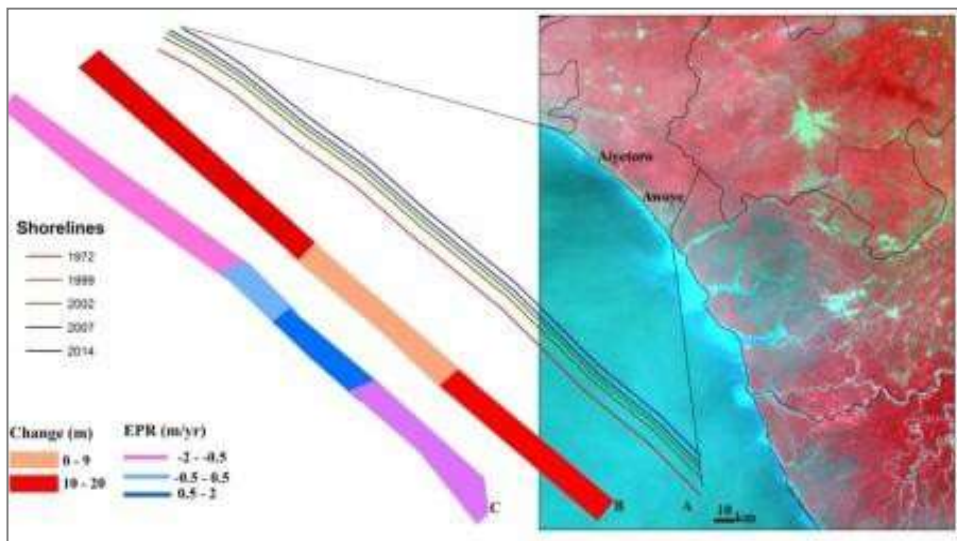 Aiyetoro
Awoye
Shorelines
1972
1999
2002
2007
2014
Change (m)
0 - 9
10 - 20
EPR (m/yr)
-2 - -0.5
-0.5 - 0.5
0.5 - 2
C
B
A
10 km